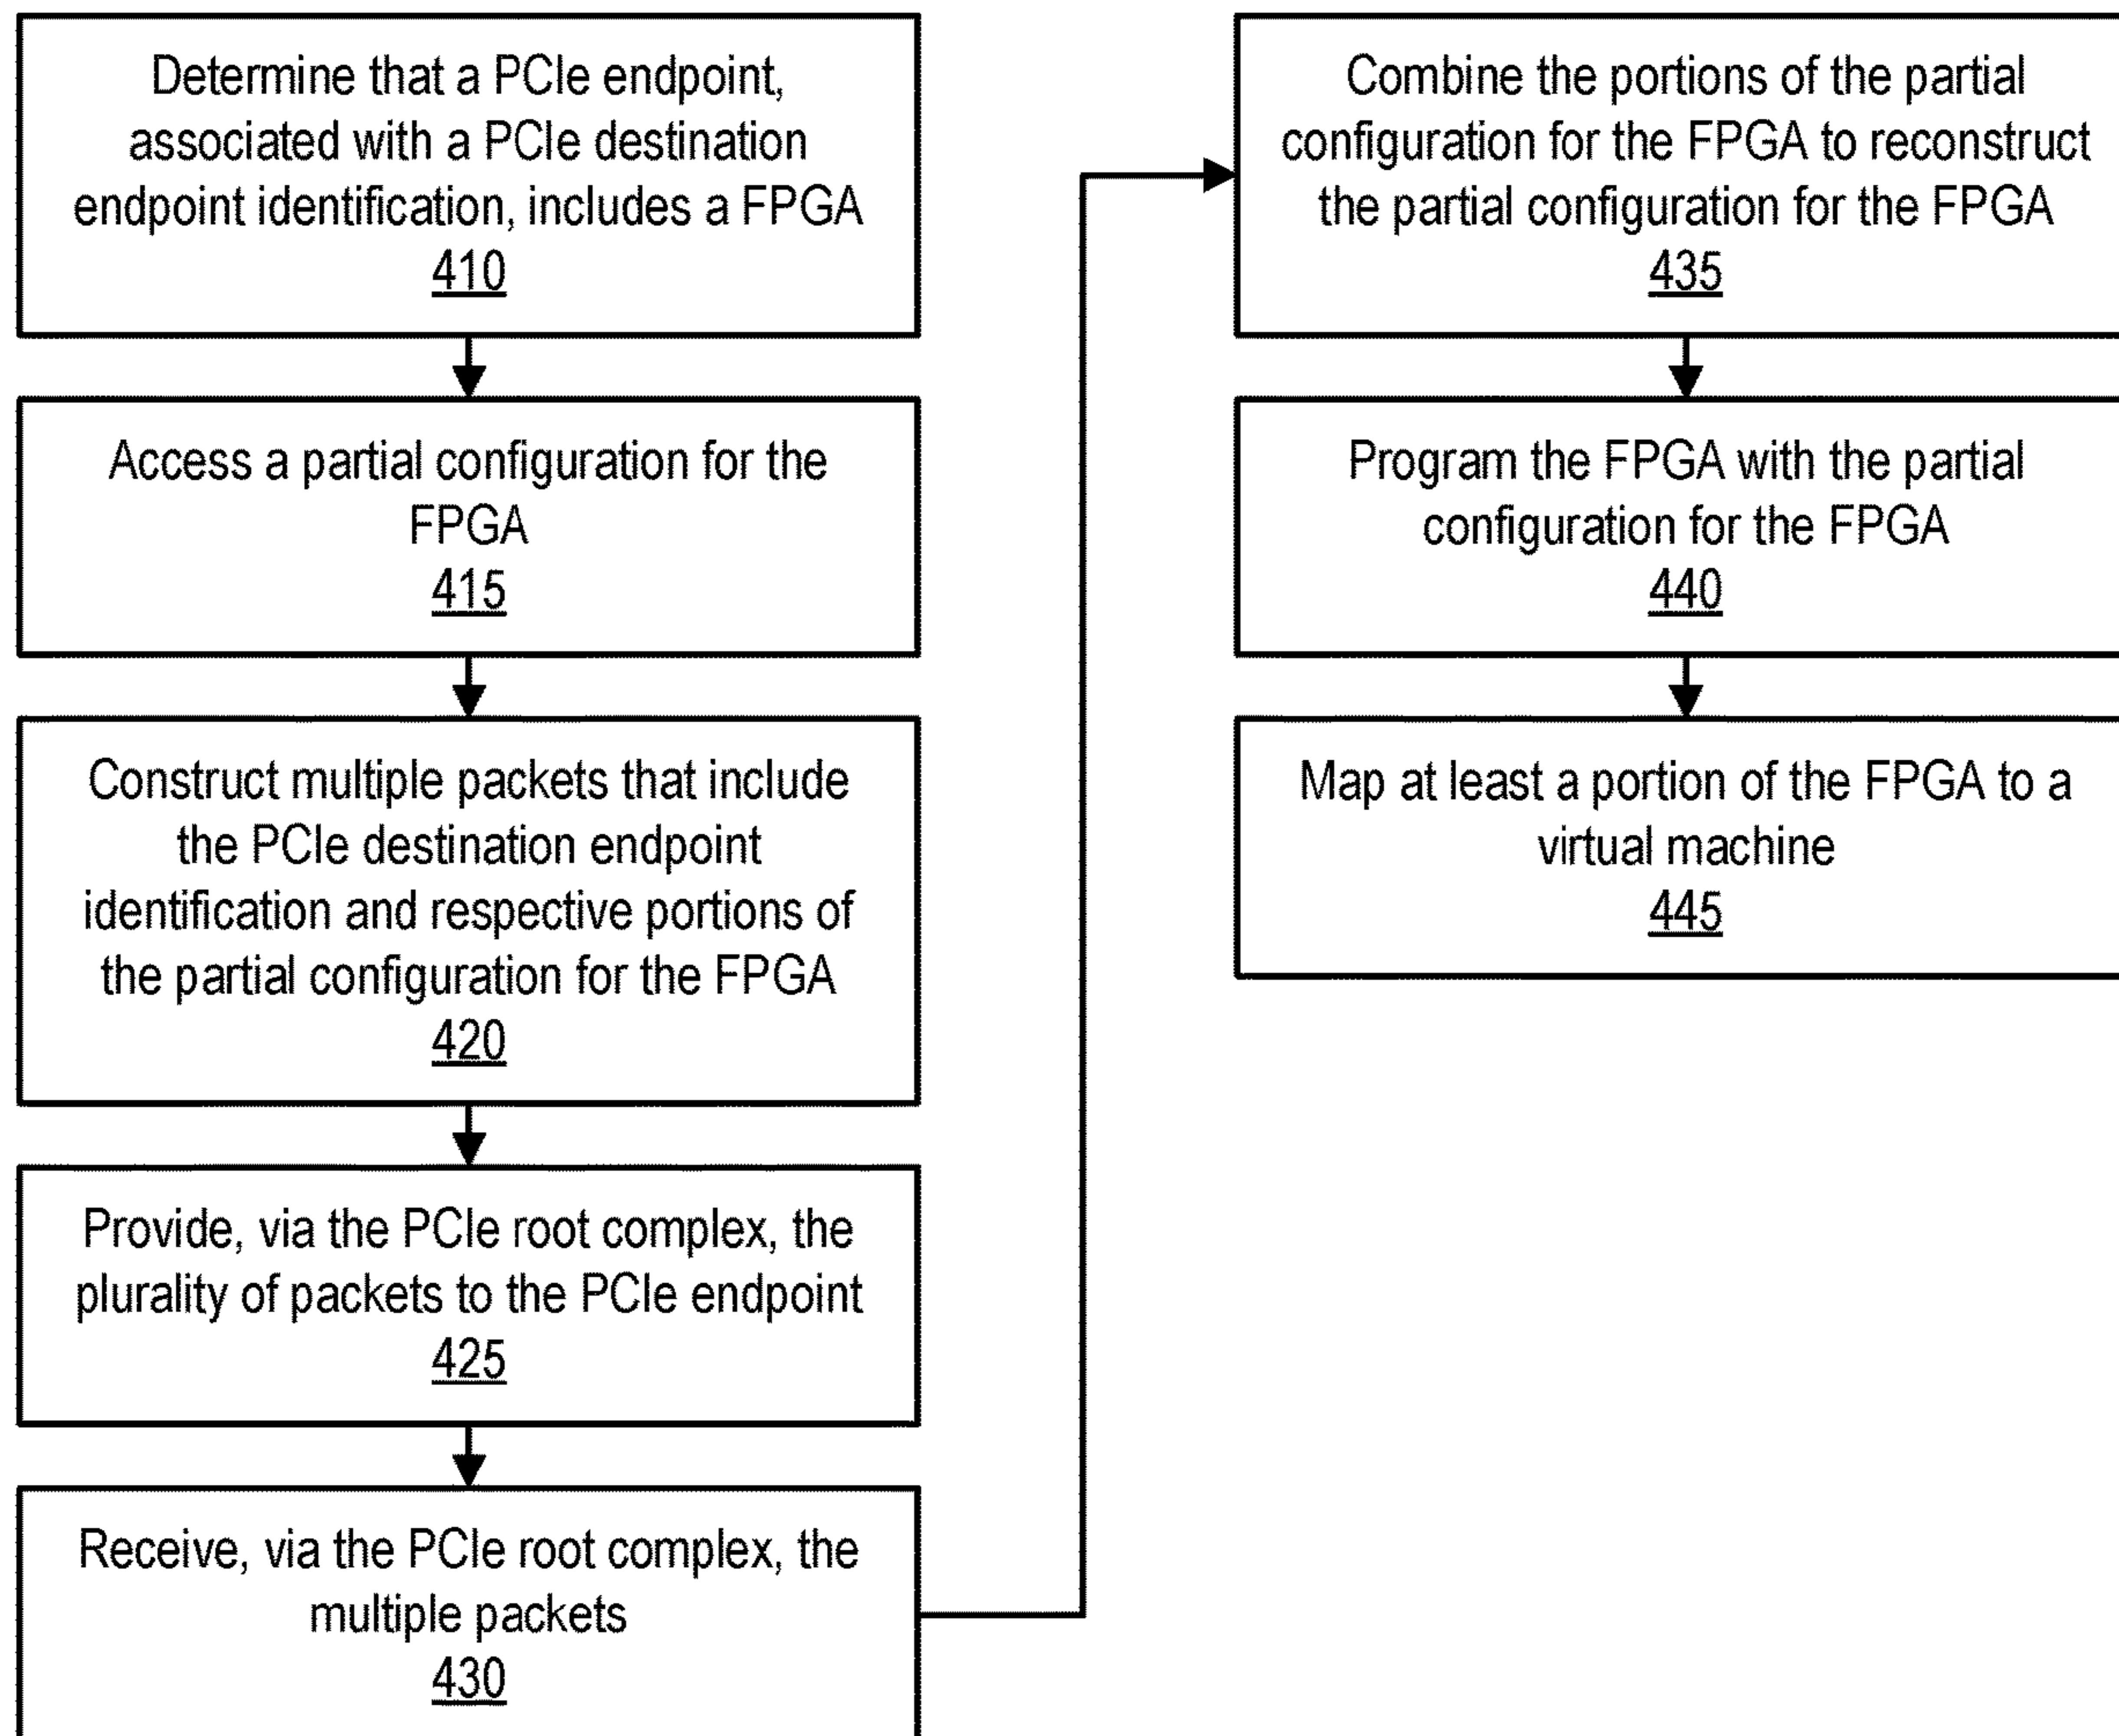 Determine that a PCIe endpoint,
associated with a PCIe destination
endpoint identification, includes a FPGA
410
Access a partial configuration for the
FPGA
415
Construct multiple packets that include
the PCIe destination endpoint
identification and respective portions of
the partial configuration for the FPGA
420
Provide, via the PCIe root complex, the
plurality of packets to the PCIe endpoint
425
Receive, via the PCIe root complex, the
multiple packets
430
Combine the portions of the partial
configuration for the FPGA to reconstruct
the partial configuration for the FPGA
435
Program the FPGA with the partial
configuration for the FPGA
440
Map at least a portion of the FPGA to a
virtual machine
445